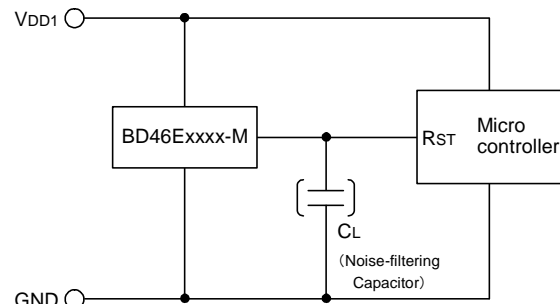 VDD1
BD46Exxxx-M
RST
Micro
controller
CL
（Noise-filtering
Capacitor）
GND